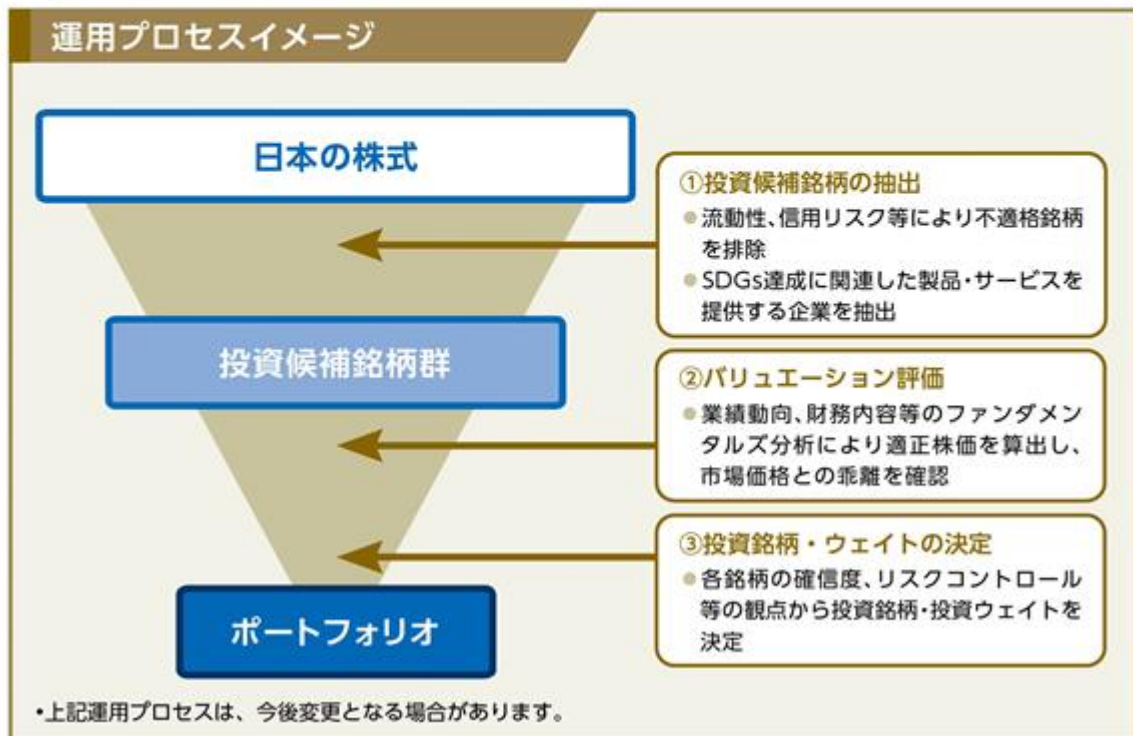 運用プロセスイメージ
日本の株式
①投資候補銘柄の抽出
●流動性、信用リスク等により不適格銘柄
を排除
●SDGs達成に関連した製品・サービスを
提供する企業を抽出
投資候補銘柄群
②バリュエーション評価
●業績動向、財務内容等のファンダメン
タルズ分析により適正株価を算出し、
市場価格との乖離を確認
③投資銘柄・ウェイトの決定
●各銘柄の確信度、リスクコントロール
等の観点から投資銘柄・投資ウェイトを
決定
ポートフォリオ
•上記運用プロセスは、今後変更となる場合があります。